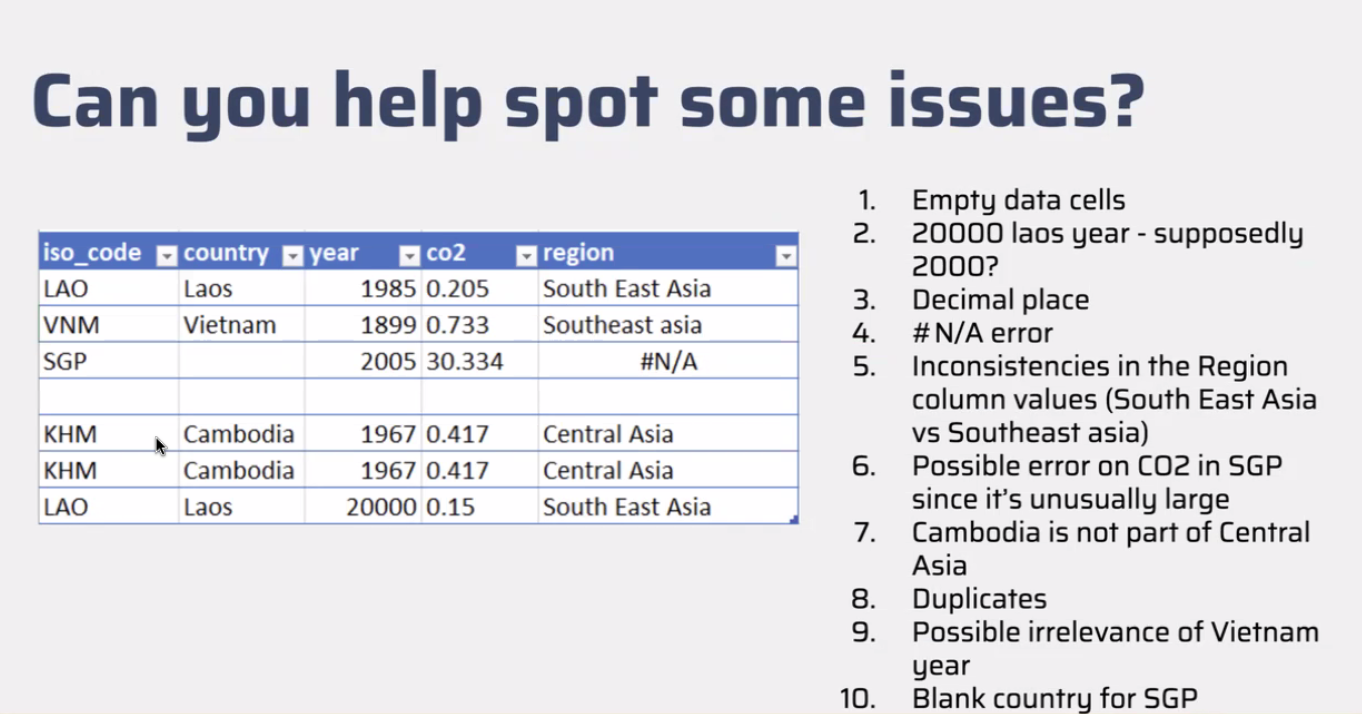 Can you help spot some issues?
iso_code country year co2 region
LAO Laos 1985 0.205 South East Asia
VNM Vietnam 1899 0.733 Southeast asia
SGP 2005 30.334 #N/A
KHM Cambodia 1967 0.417 Central Asia
KHM Cambodia 1967 0.417 Central Asia
LAO Laos 20000 0.15 South East Asia
1. Empty data cells
2. 20000 laos year - supposedly
2000?
3. Decimal place
4. #N/A error
5. Inconsistencies in the Region
column values (South East Asia
vs Southeast asia)
6. Possible error on CO2 in SGP
since it's unusually large
7. Cambodia is not part of Central
Asia
8. Duplicates
9. Possible irrelevance of Vietnam
year
10. Blank country for SGP